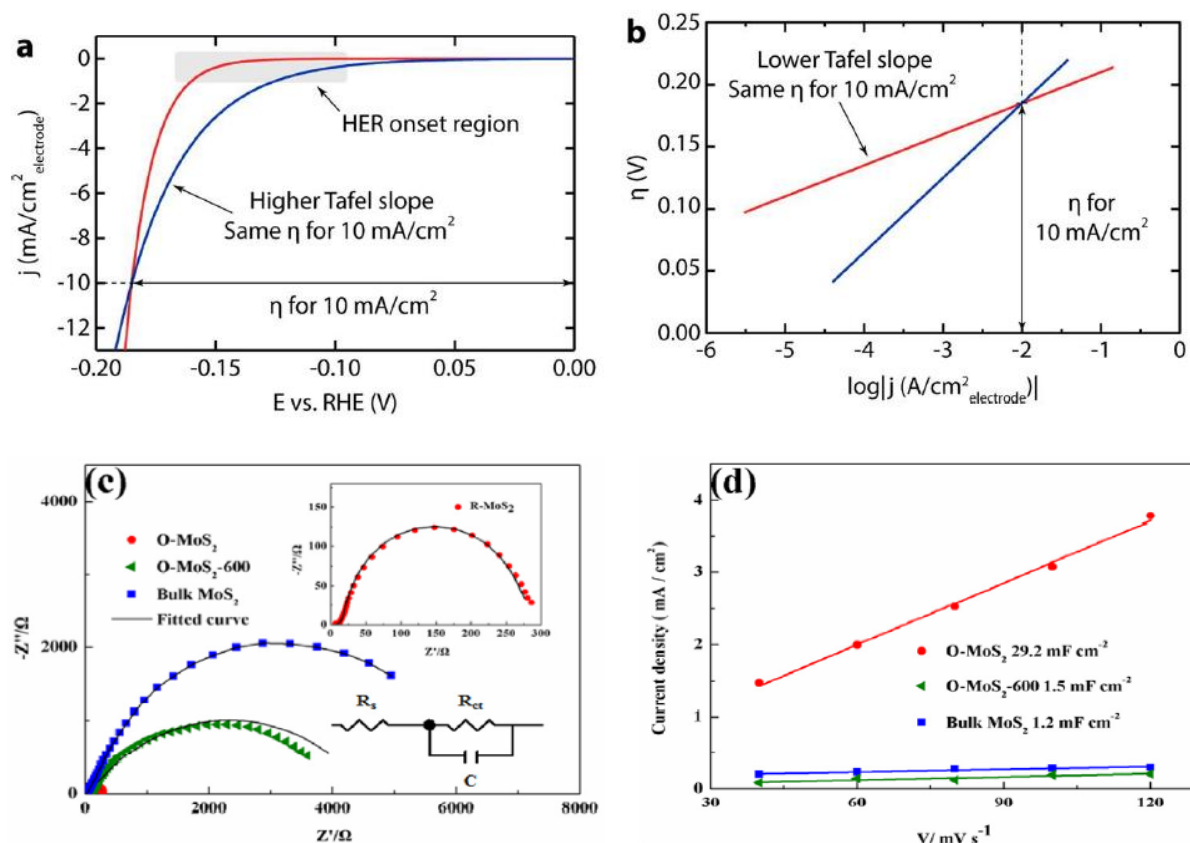 a
0
-2
-4
-6
-8
-10
-12
j (mA/cm²electrode)
HER onset region
Higher Tafel slope
Same η for 10 mA/cm²
η for 10 mA/cm²
-0.20
-0.15
-0.10
-0.05
0.00
E vs. RHE (V)
b
0.25
0.20
0.15
0.10
0.05
0.00
η (V)
Lower Tafel slope
Same η for 10 mA/cm²
η for
10 mA/cm²
-6
-5
-4
-3
-2
-1
0
log|j (A/cm²electrode)|
(c)
4000
2000
0
-Z''/Ω
O-MoS₂
O-MoS₂-600
Bulk MoS₂
Fitted curve
150
125
100
75
50
25
0
-Z''/Ω
R-MoS₂
0
50
100
150
200
250
300
Z'/Ω
Rs
Rct
C
0
2000
4000
6000
8000
Z'/Ω
(d)
4
3
2
1
0
Current density ( mA / cm²)
O-MoS₂ 29.2 mF cm⁻²
O-MoS₂-600 1.5 mF cm⁻²
Bulk MoS₂ 1.2 mF cm⁻²
30
60
90
120
V/ mV s⁻¹